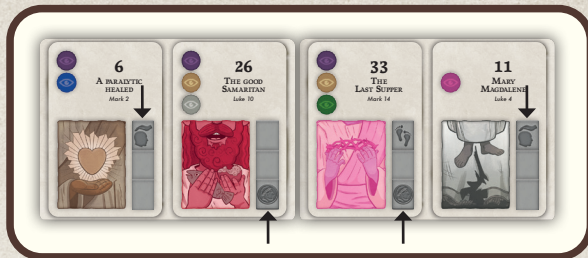 6
A PARALYTIC
HEALED
Mark 2
26
THE GOOD
SAMARITAN
Luke 10
33
THE
LAST SUPPER
Mark 14
11
MARY
MAGDALENE
Luke 4